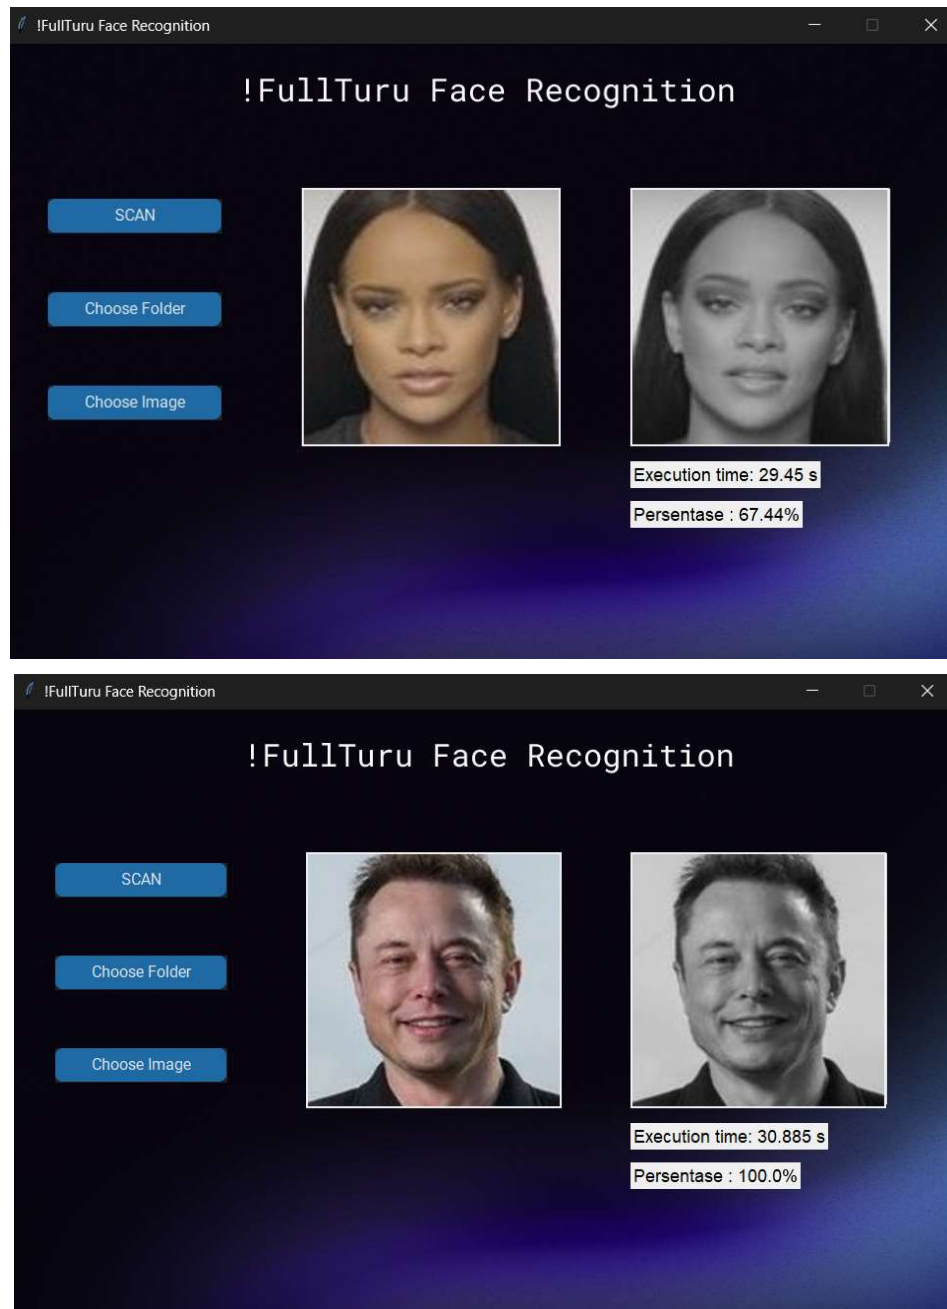 !FullTuru Face Recognition
!FullTuru Face Recognition
SCAN
Choose Folder
Choose Image
Execution time: 29.45 s
Persentase : 67.44%
!FullTuru Face Recognition
!FullTuru Face Recognition
SCAN
Choose Folder
Choose Image
Execution time: 30.885 s
Persentase : 100.0%